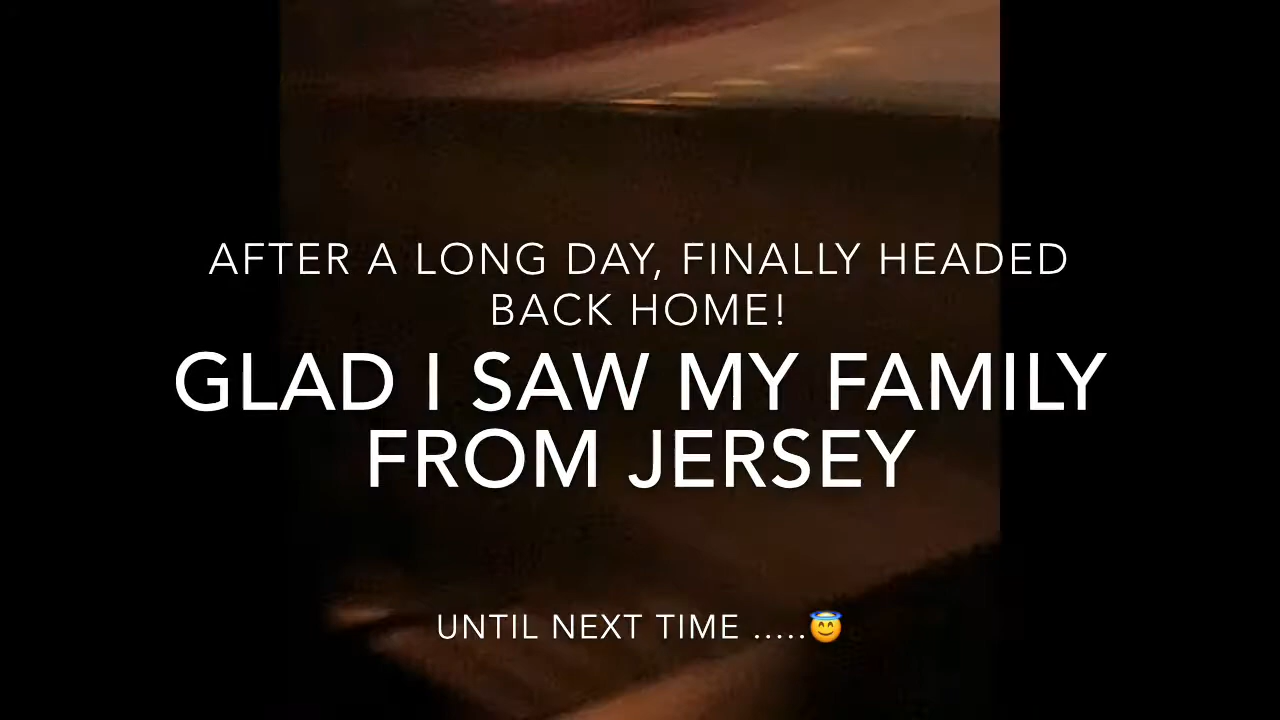 AFTER A LONG DAY, FINALLY HEADED
BACK HOME!
GLAD I SAW MY FAMILY
FROM JERSEY
UNTIL NEXT TIME .....😇